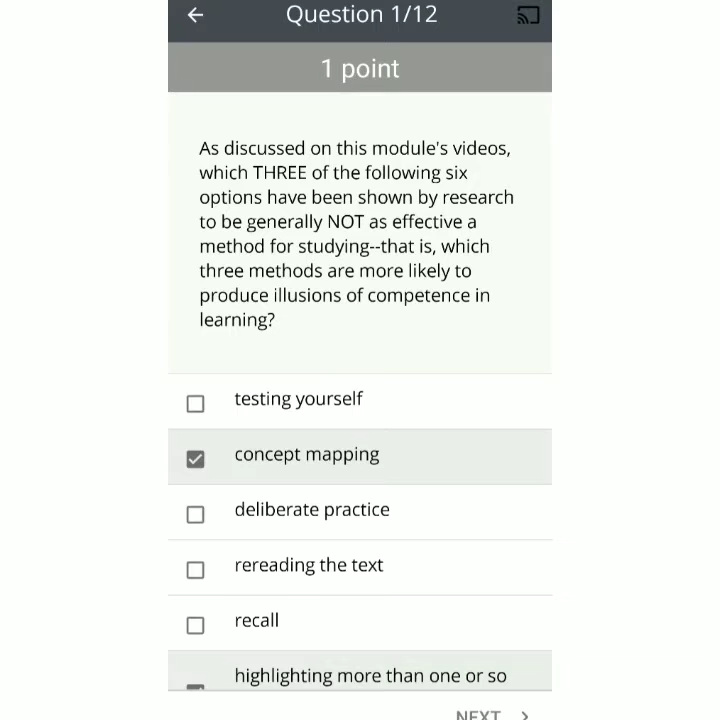 Question 1/12
1 point
As discussed on this module's videos,
which THREE of the following six
options have been shown by research
to be generally NOT as effective a
method for studying--that is, which
three methods are more likely to
produce illusions of competence in
learning?
testing yourself
concept mapping
deliberate practice
rereading the text
recall
highlighting more than one or so
NEXT